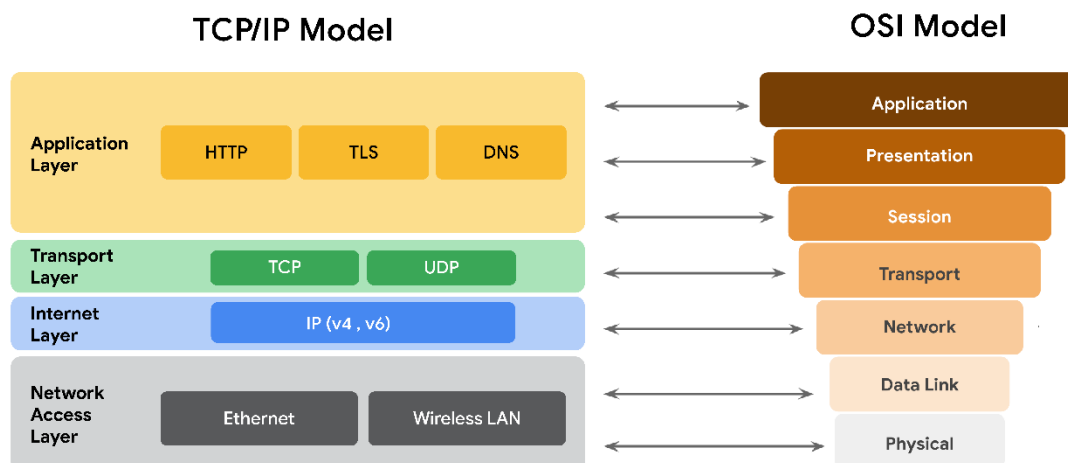 TCP/IP Model
OSI Model
Application
Layer
HTTP
TLS
DNS
Transport
Layer
TCP
UDP
Internet
Layer
IP (v4 , v6)
Network
Access
Layer
Ethernet
Wireless LAN
Application
Presentation
Session
Transport
Network
Data Link
Physical